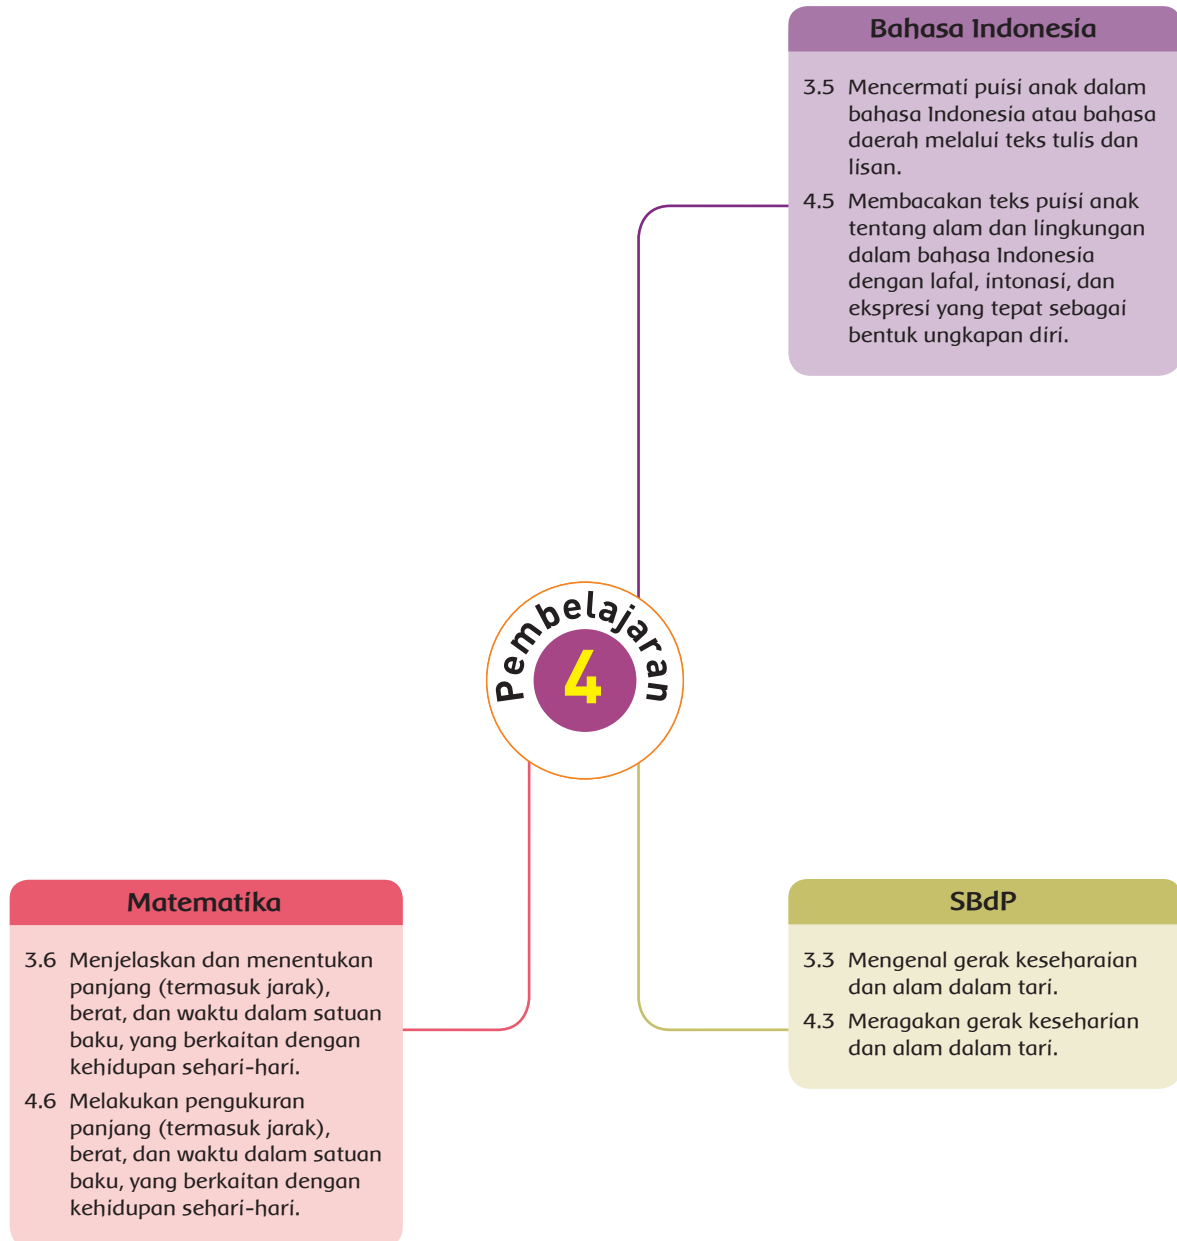 Bahasa Indonesia
3.5 Mencermati puisi anak dalam
bahasa Indonesia atau bahasa
daerah melalui teks tulis dan
lisan.
4.5 Membacakan teks puisi anak
tentang alam dan lingkungan
dalam bahasa Indonesia
dengan lafal, intonasi, dan
ekspresi yang tepat sebagai
bentuk ungkapan diri.
Pembelajaran
4
Matematika
3.6 Menjelaskan dan menentukan
panjang (termasuk jarak),
berat, dan waktu dalam satuan
baku, yang berkaitan dengan
kehidupan sehari-hari.
4.6 Melakukan pengukuran
panjang (termasuk jarak),
berat, dan waktu dalam satuan
baku, yang berkaitan dengan
kehidupan sehari-hari.
SBdP
3.3 Mengenal gerak keseharaian
dan alam dalam tari.
4.3 Meragakan gerak keseharian
dan alam dalam tari.